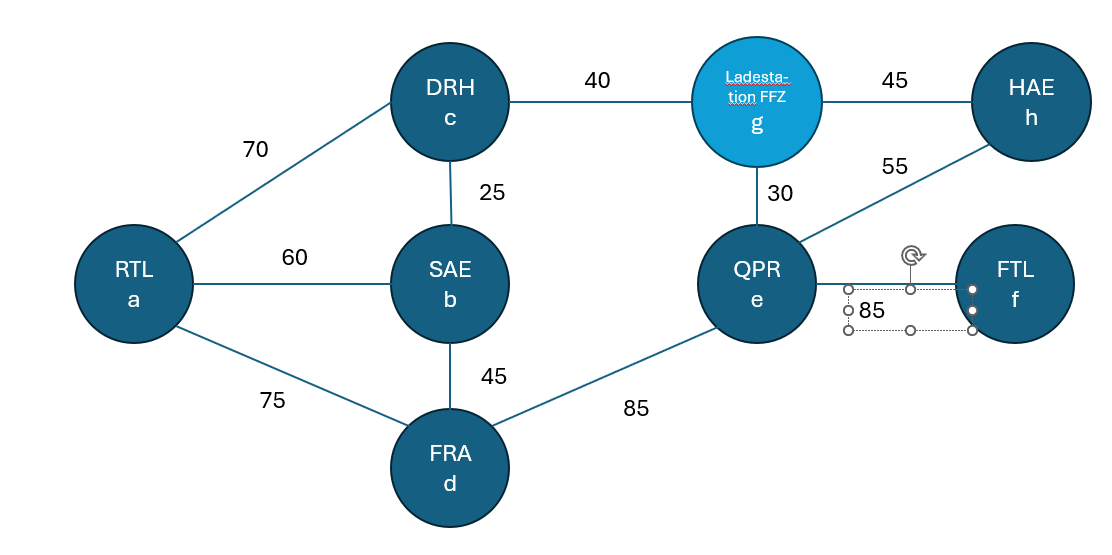 DRH
c
40
Ladesta-
tion FFZ
g
45
HAE
h
70
25
30
55
RTL
a
60
SAE
b
QPR
e
85
FTL
f
75
45
85
FRA
d